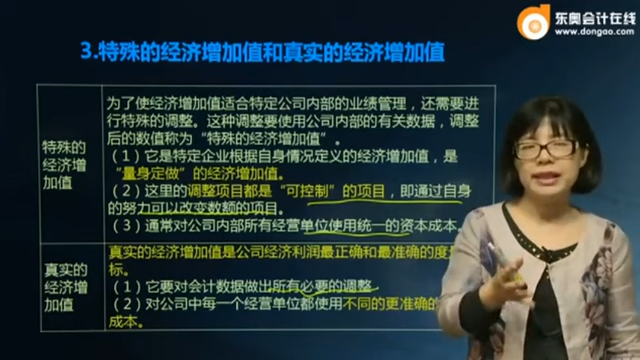 东奥会计在线
www.dongao.com
3.特殊的经济增加值和真实的经济增加值
特殊的
经济增
加值
为了使经济增加值适合特定公司内部的业绩管理，还需要进
行特殊的调整。这种调整要使用公司内部的有关数据，调整
后的数值称为“特殊的经济增加值”。
（1）它是特定企业根据自身情况定义的经济增加值，是
“量身定做”的经济增加值。
（2）这里的调整项目都是“可控制”的项目，即通过自身
的努力可以改变数额的项目。
（3）通常对公司内部所有经营单位使用统一的资本成本。
真实的
经济增
加值
真实的经济增加值是公司经济利润最正确和最准确的度
标。
（1）它要对会计数据做出所有必要的调整
（2）对公司中每一个经营单位都使用不同的更准确的
成本。